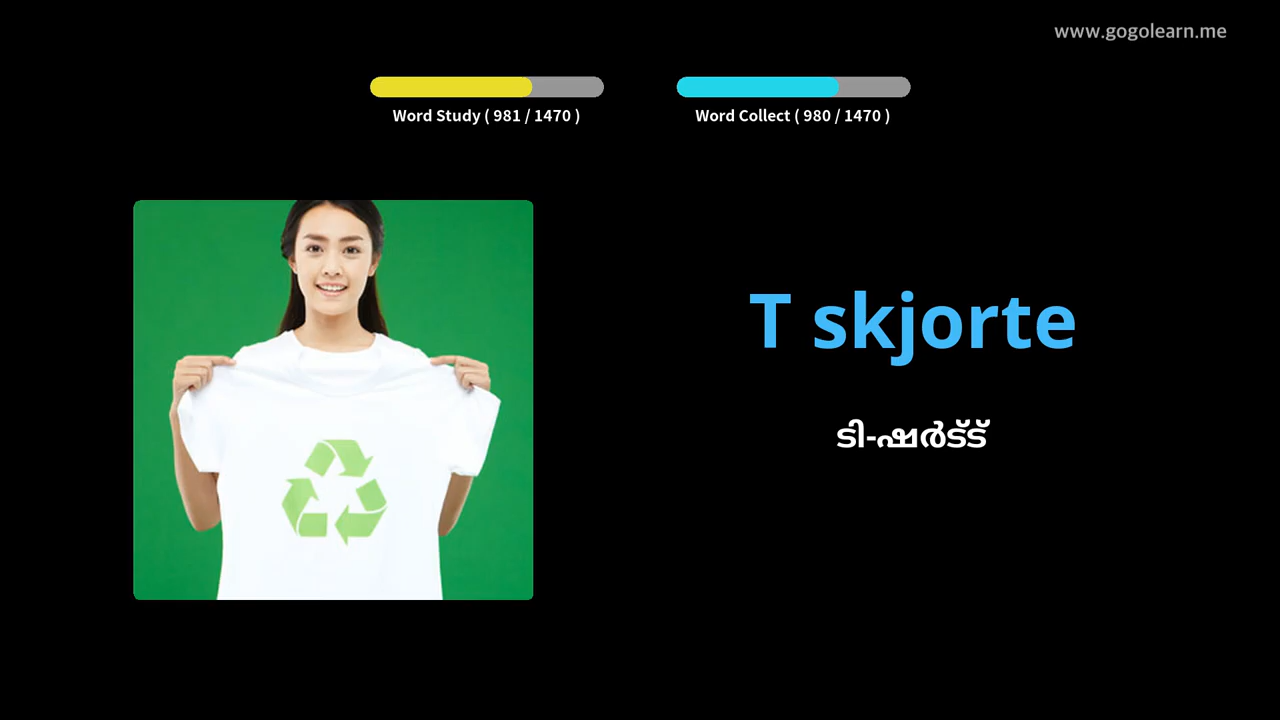 www.gogolearn.me
Word Study ( 981 / 1470 )
Word Collect ( 980 / 1470 )
T skjorte
ടി-ഷർട്ട്